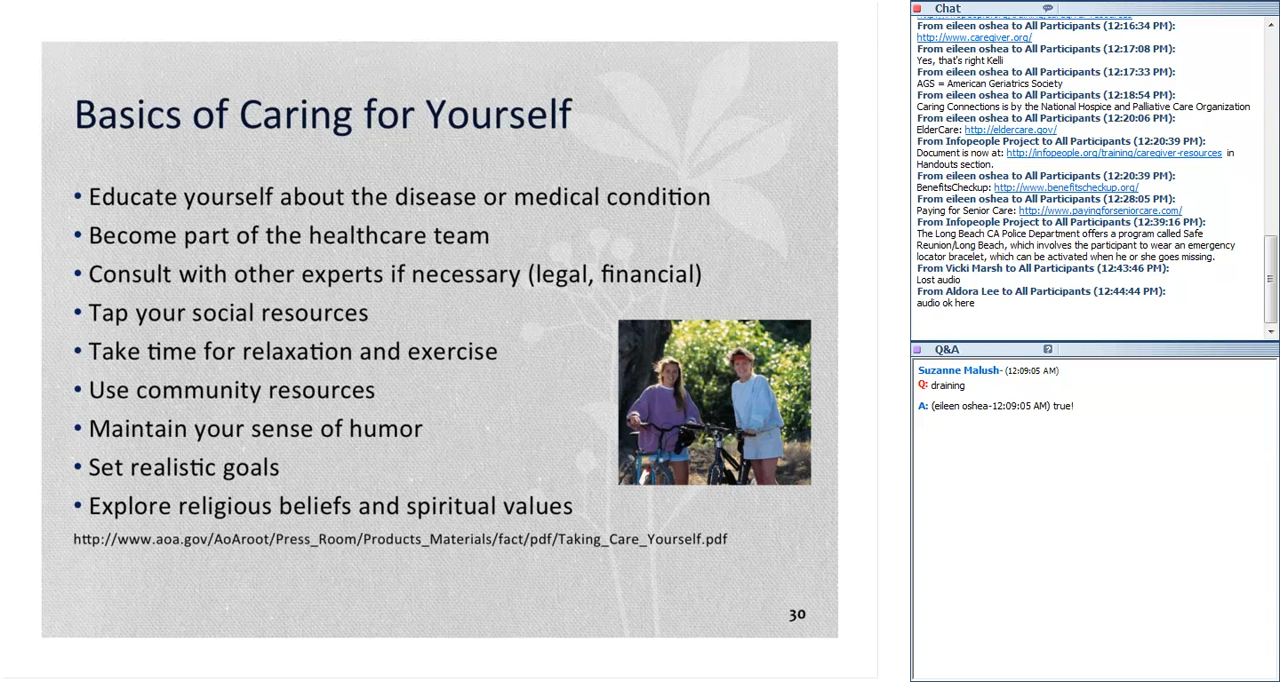 Basics of Caring for Yourself
• Educate yourself about the disease or medical condition
• Become part of the healthcare team
• Consult with other experts if necessary (legal, financial)
• Tap your social resources
• Take time for relaxation and exercise
• Use community resources
• Maintain your sense of humor
• Set realistic goals
• Explore religious beliefs and spiritual values
http://www.aoa.gov/AoAroot/Press_Room/Products_Materials/fact/pdf/Taking_Care_Yourself.pdf
30
Chat
From eileen oshea to All Participants (12:16:34 PM):
http://www.caregiver.org/
From eileen oshea to All Participants (12:17:08 PM):
Yes, that's right Kelli
From eileen oshea to All Participants (12:17:33 PM):
AGS = American Geriatrics Society
From eileen oshea to All Participants (12:18:54 PM):
Caring Connections is by the National Hospice and Palliative Care Organization
From eileen oshea to All Participants (12:20:06 PM):
ElderCare: http://eldercare.gov/
From Infopeople Project to All Participants (12:20:39 PM):
Document is now at: http://infopeople.org/training/caregiver-resources in
Handouts section.
From eileen oshea to All Participants (12:20:39 PM):
BenefitsCheckup: http://www.benefitscheckup.org/
From eileen oshea to All Participants (12:28:05 PM):
Paying for Senior Care: http://www.payingforseniorcare.com/
From Infopeople Project to All Participants (12:39:16 PM):
The Long Beach CA Police Department offers a program called Safe
Reunion/Long Beach, which involves the participant to wear an emergency
locator bracelet, which can be activated when he or she goes missing.
From Vicki Marsh to All Participants (12:43:46 PM):
Lost audio
From Aldora Lee to All Participants (12:44:44 PM):
audio ok here
Q&A
Suzanne Malush- (12:09:05 AM)
Q: draining
A: (eileen oshea-12:09:05 AM) true!